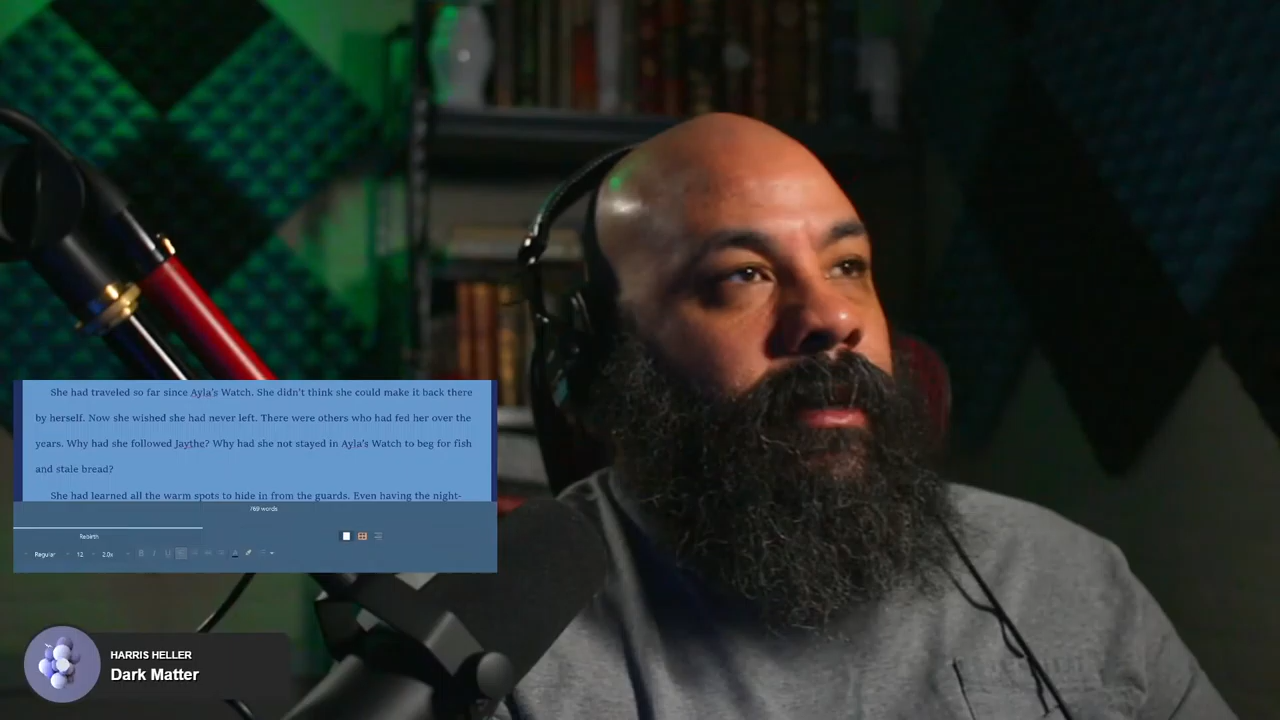 She had traveled so far since Ayla's Watch. She didn't think she could make it back there
by herself. Now she wished she had never left. There were others who had fed her over the
years. Why had she followed Jaythe? Why had she not stayed in Ayla's Watch to beg for fish
and stale bread?
She had learned all the warm spots to hide in from the guards. Even having the night-
769 words
Rebirth
Regular 12 2.0x B I U
HARRIS HELLER
Dark Matter